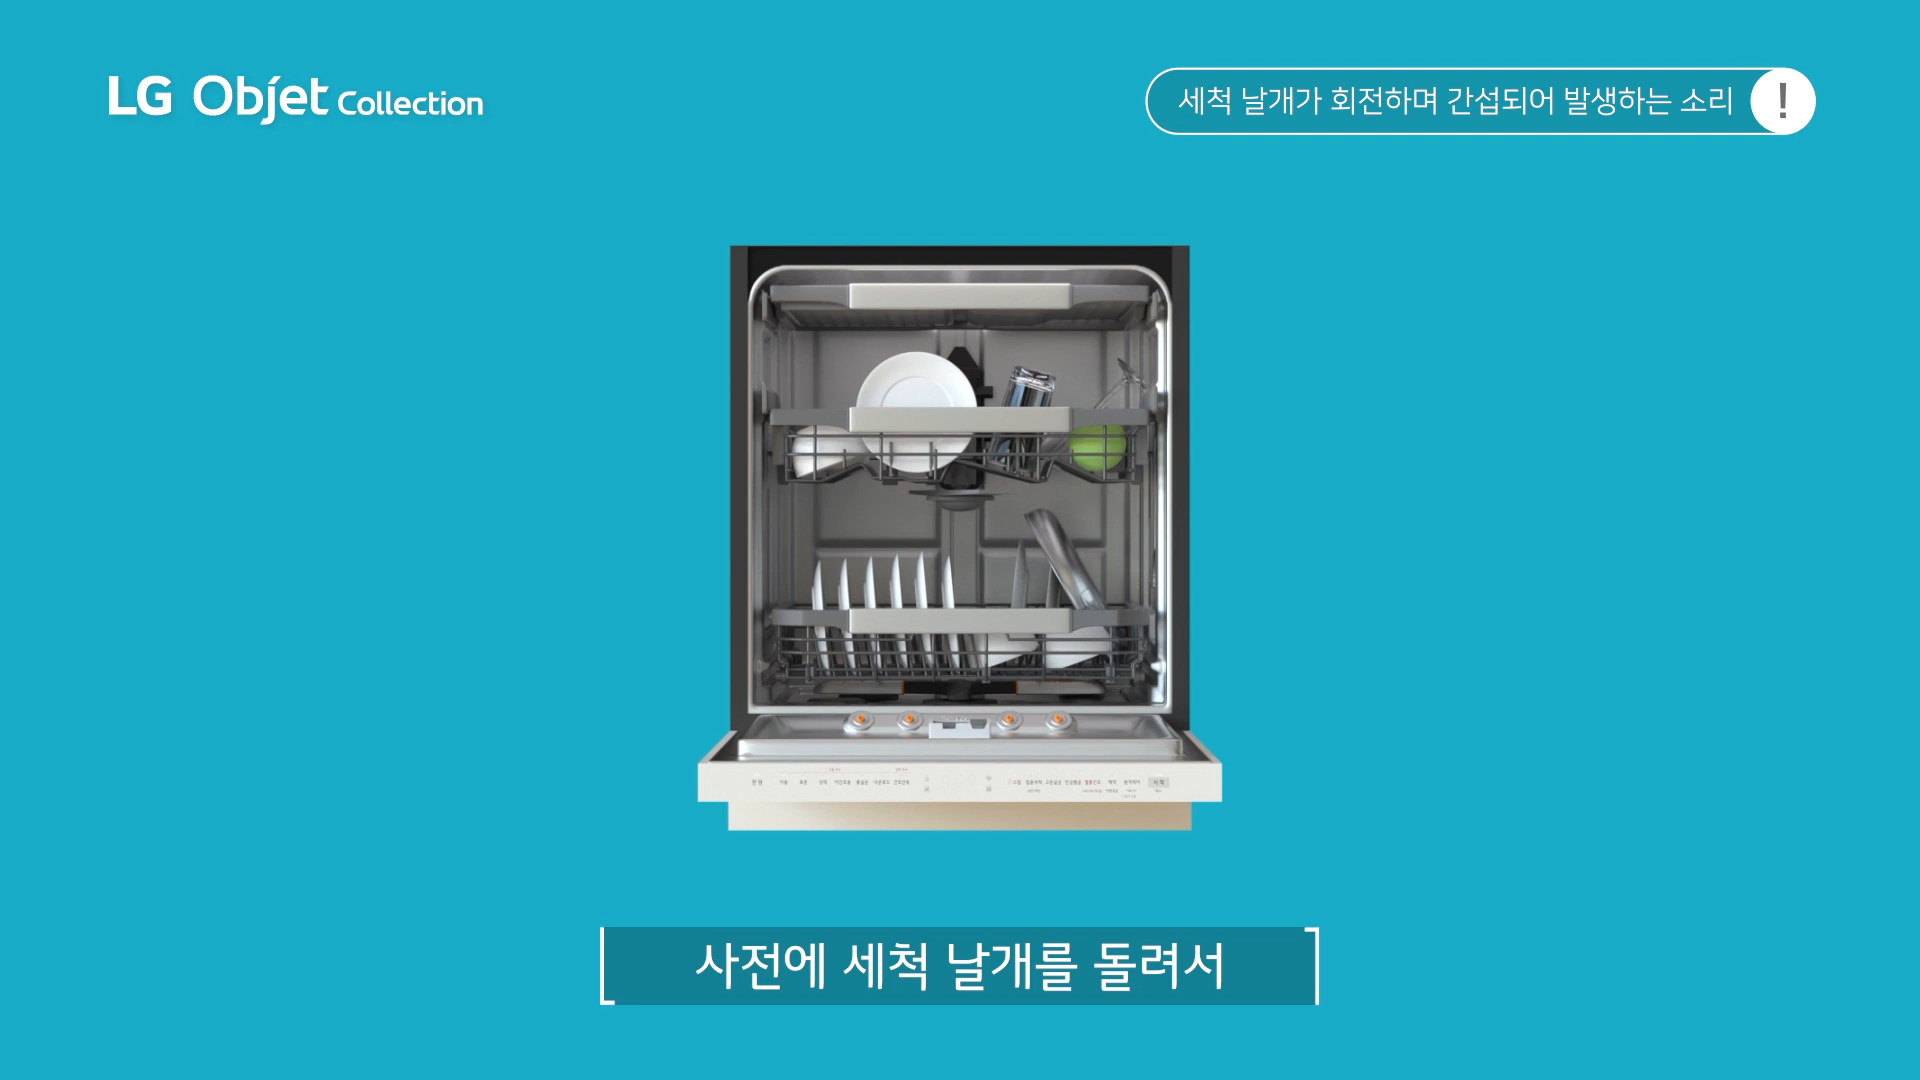 LG Objet Collection
세척 날개가 회전하며 간섭되어 발생하는 소리 !
사전에 세척 날개를 돌려서